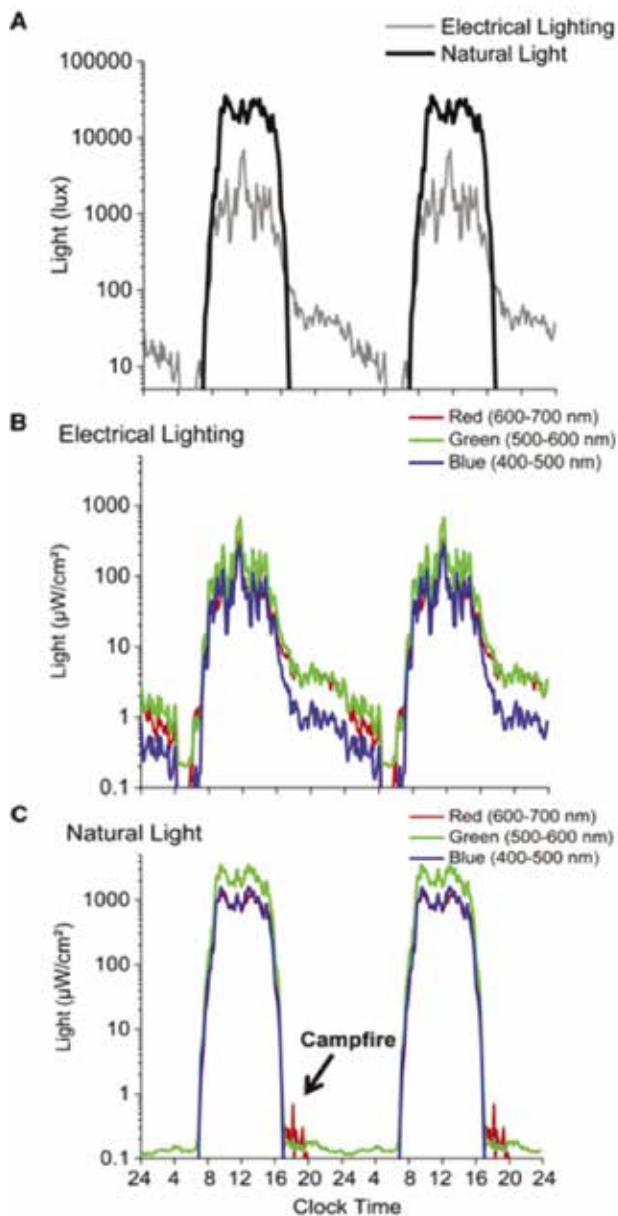 A
Electrical Lighting
Natural Light
100000
10000
1000
100
10
Light (lux)
B
Electrical Lighting
Red (600-700 nm)
Green (500-600 nm)
Blue (400-500 nm)
1000
100
10
1
0.1
Light (µW/cm²)
C
Natural Light
Red (600-700 nm)
Green (500-600 nm)
Blue (400-500 nm)
1000
100
10
1
0.1
Light (µW/cm²)
Campfire
24 4 8 12 16 20 24 4 8 12 16 20 24
Clock Time